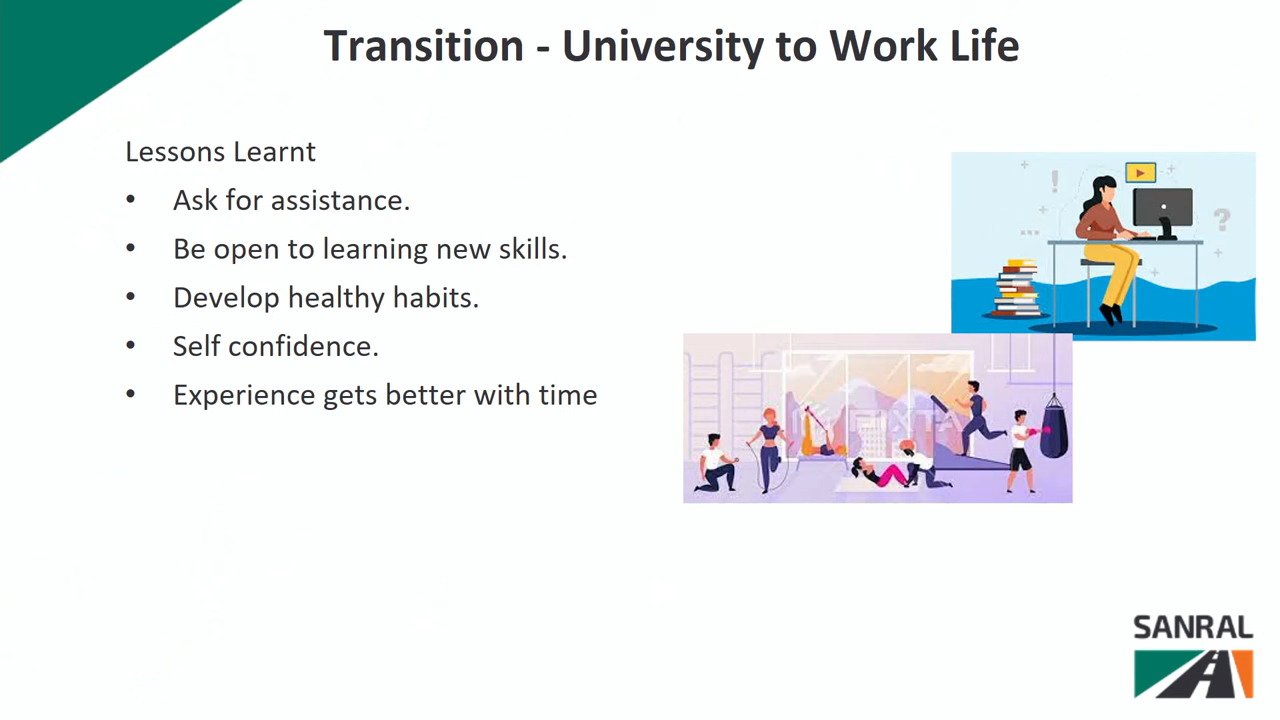 Transition - University to Work Life
Lessons Learnt
• Ask for assistance.
• Be open to learning new skills.
• Develop healthy habits.
• Self confidence.
• Experience gets better with time
SANRAL